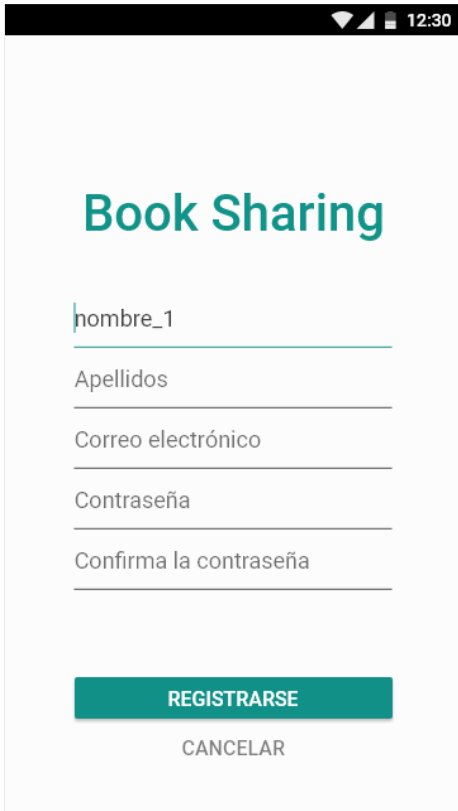 12:30
Book Sharing
nombre_1
Apellidos
Correo electrónico
Contraseña
Confirma la contraseña
REGISTRARSE
CANCELAR